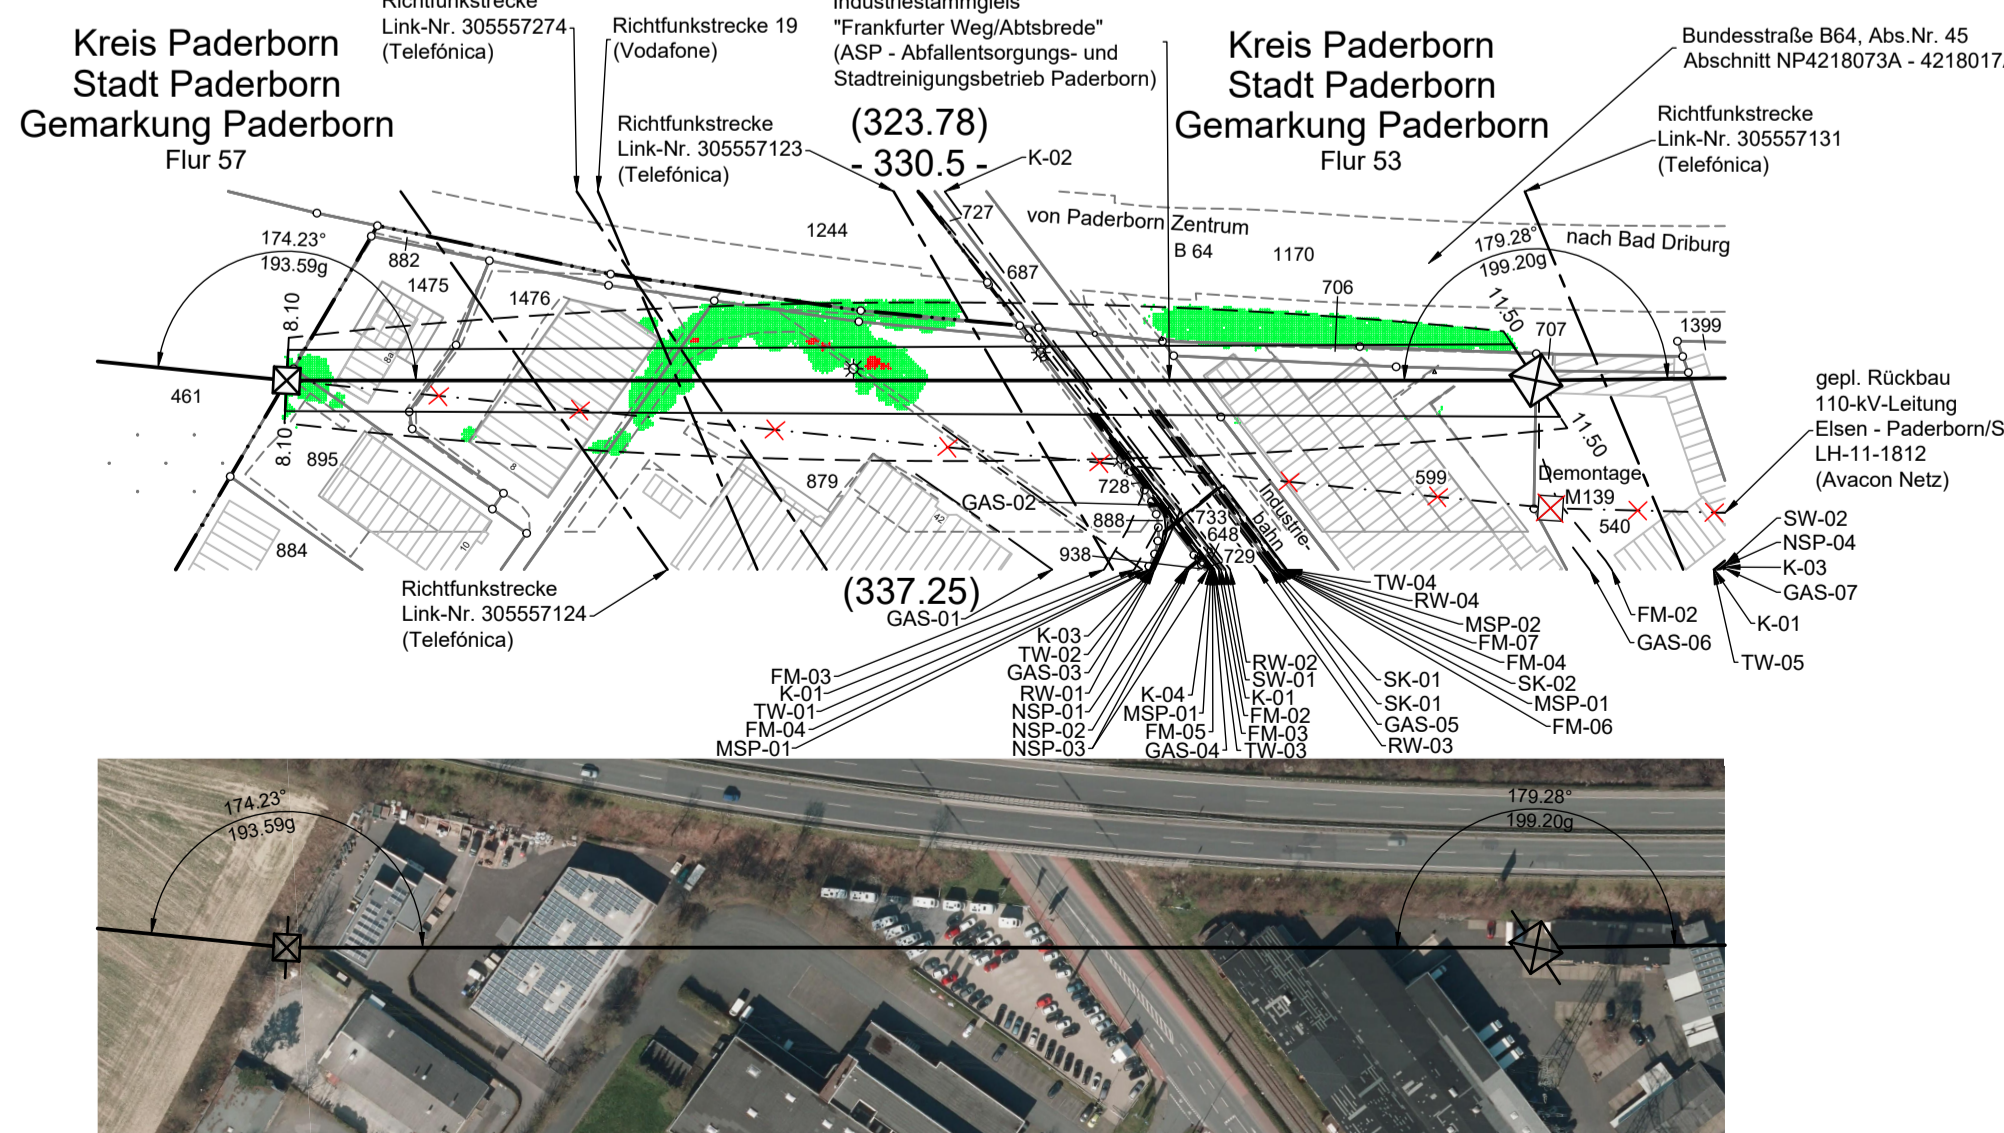 Richtfunkstrecke
Link-Nr. 305557274
(Telefónica)
Richtfunkstrecke 19
(Vodafone)
Industriestammgleis
"Frankfurter Weg/Abtsbrede"
(ASP - Abfallentsorgungs- und
Stadtreinigungsbetrieb Paderborn)
Kreis Paderborn
Stadt Paderborn
Gemarkung Paderborn
Flur 57
Kreis Paderborn
Stadt Paderborn
Gemarkung Paderborn
Flur 53
Bundesstraße B64, Abs.Nr. 45
Abschnitt NP4218073A - 4218017
Richtfunkstrecke
Link-Nr. 305557123
(Telefónica)
(323.78)
- 330.5 -
K-02
Richtfunkstrecke
Link-Nr. 305557131
(Telefónica)
727
von Paderborn Zentrum
B 64
1170
nach Bad Driburg
1244
174.23°
193.59g
882
1475
1476
687
706
179.28°
199.20g
11.50
707
1399
8.10
8a
461
8.10
895
884
8
10
879
42
GAS-02
728
888
938
733
648
729
Industrie-
bahn
599
11.50
Demontage
M139
540
gepl. Rückbau
110-kV-Leitung
Elsen - Paderborn/S
LH-11-1812
(Avacon Netz)
SW-02
NSP-04
K-03
GAS-07
K-01
TW-05
FM-02
GAS-06
Richtfunkstrecke
Link-Nr. 305557124
(Telefónica)
(337.25)
GAS-01
K-03
TW-02
GAS-03
RW-01
NSP-01
NSP-02
NSP-03
FM-03
K-01
TW-01
FM-04
MSP-01
K-04
MSP-01
FM-05
GAS-04
RW-02
SW-01
K-01
FM-02
FM-03
TW-03
TW-04
RW-04
MSP-02
FM-07
FM-04
SK-02
MSP-01
FM-06
SK-01
SK-01
GAS-05
RW-03
174.23°
193.59g
179.28°
199.20g